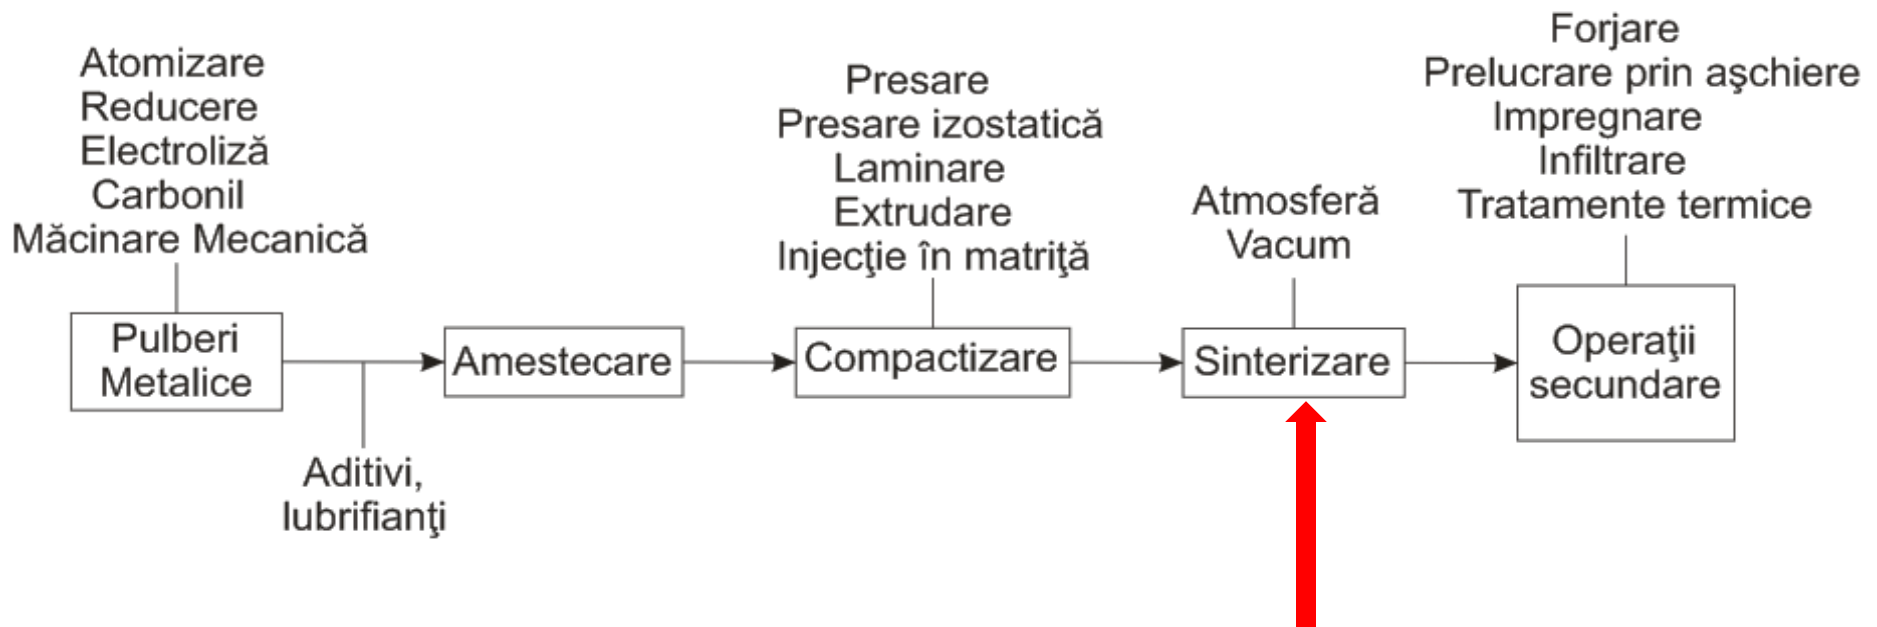 Atomizare
Reducere
Electroliză
Carbonil
Măcinare Mecanică
Pulberi
Metalice
Aditivi,
lubrifianţi
Amestecare
Presare
Presare izostatică
Laminare
Extrudare
Injecţie în matriţă
Compactizare
Atmosferă
Vacum
Sinterizare
Forjare
Prelucrare prin aşchiere
Impregnare
Infiltrare
Tratamente termice
Operaţii
secundare